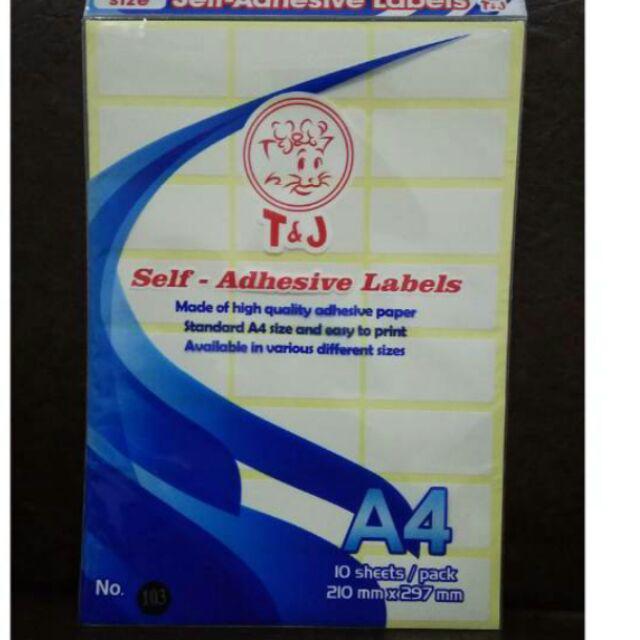 size Self-Adhesive Labels T&J
T&J
Self - Adhesive Labels
Made of high quality adhesive paper
Standard A4 size and easy to print
Available in various different sizes
A4
10 sheets / pack
210 mm x 297 mm
No. 103